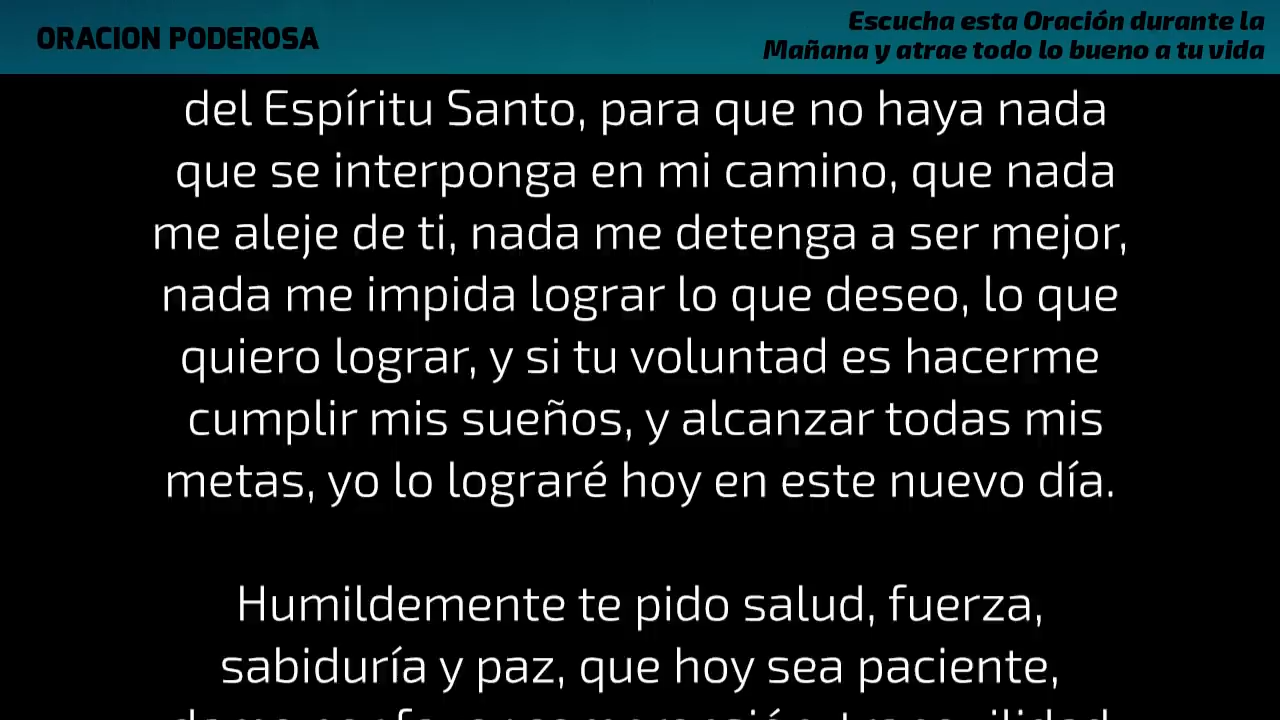 ORACION PODEROSA
Escucha esta Oración durante la
Mañana y atrae todo lo bueno a tu vida
del Espíritu Santo, para que no haya nada
que se interponga en mi camino, que nada
me aleje de ti, nada me detenga a ser mejor,
nada me impida lograr lo que deseo, lo que
quiero lograr, y si tu voluntad es hacerme
cumplir mis sueños, y alcanzar todas mis
metas, yo lo lograré hoy en este nuevo día.
Humildemente te pido salud, fuerza,
sabiduría y paz, que hoy sea paciente,